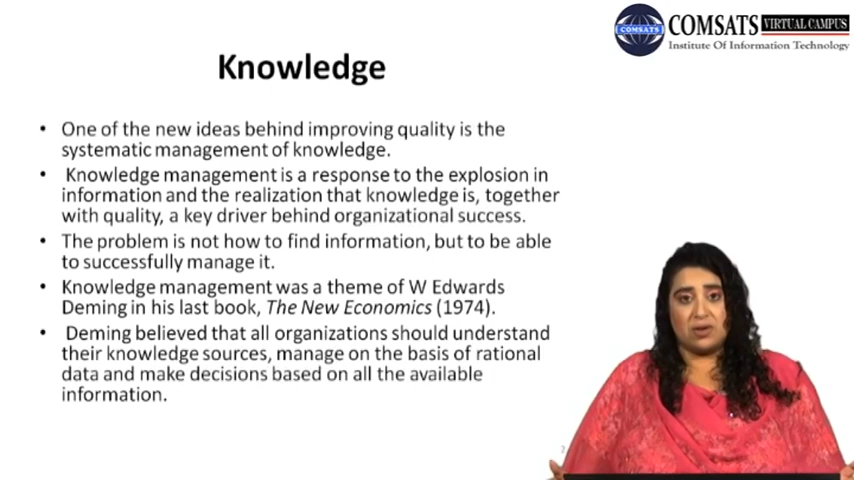 COMSATS VIRTUAL CAMPUS
COMSATS
Institute Of Information Technology
Knowledge
• One of the new ideas behind improving quality is the
systematic management of knowledge.
• Knowledge management is a response to the explosion in
information and the realization that knowledge is, together
with quality, a key driver behind organizational success.
• The problem is not how to find information, but to be able
to successfully manage it.
• Knowledge management was a theme of W Edwards
Deming in his last book, The New Economics (1974).
• Deming believed that all organizations should understand
their knowledge sources, manage on the basis of rational
data and make decisions based on all the available
information.
2